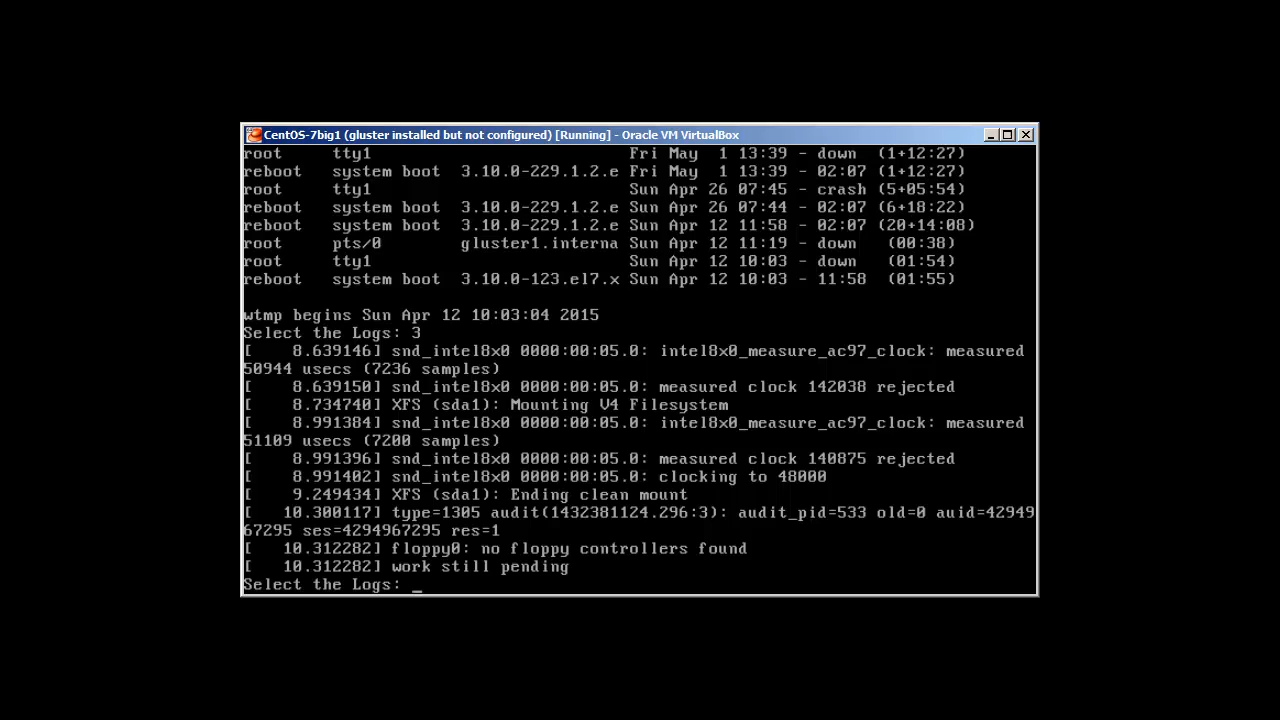 CentOS-7big1 (gluster installed but not configured) [Running] - Oracle VM VirtualBox
root     tty1                          Fri May  1 13:39 - down  (1+12:27)
reboot   system boot  3.10.0-229.1.2.e Fri May  1 13:39 - 02:07 (1+12:27)
root     tty1                          Sun Apr 26 07:45 - crash (5+05:54)
reboot   system boot  3.10.0-229.1.2.e Sun Apr 26 07:44 - 02:07 (6+18:22)
reboot   system boot  3.10.0-229.1.2.e Sun Apr 12 11:58 - 02:07 (20+14:08)
root     pts/0        gluster1.interna Sun Apr 12 11:19 - down   (00:38)
root     tty1                          Sun Apr 12 10:03 - down   (01:54)
reboot   system boot  3.10.0-123.el7.x Sun Apr 12 10:03 - 11:58  (01:55)
wtmp begins Sun Apr 12 10:03:04 2015
Select the Logs: 3
[    8.639146] snd_intel8x0 0000:00:05.0: intel8x0_measure_ac97_clock: measured
50944 usecs (7236 samples)
[    8.639150] snd_intel8x0 0000:00:05.0: measured clock 142038 rejected
[    8.734740] XFS (sda1): Mounting V4 Filesystem
[    8.991384] snd_intel8x0 0000:00:05.0: intel8x0_measure_ac97_clock: measured
51109 usecs (7200 samples)
[    8.991396] snd_intel8x0 0000:00:05.0: measured clock 140875 rejected
[    8.991402] snd_intel8x0 0000:00:05.0: clocking to 48000
[    9.249434] XFS (sda1): Ending clean mount
[   10.300117] type=1305 audit(1432381124.296:3): audit_pid=533 old=0 auid=42949
67295 ses=4294967295 res=1
[   10.312282] floppy0: no floppy controllers found
[   10.312282] work still pending
Select the Logs: _